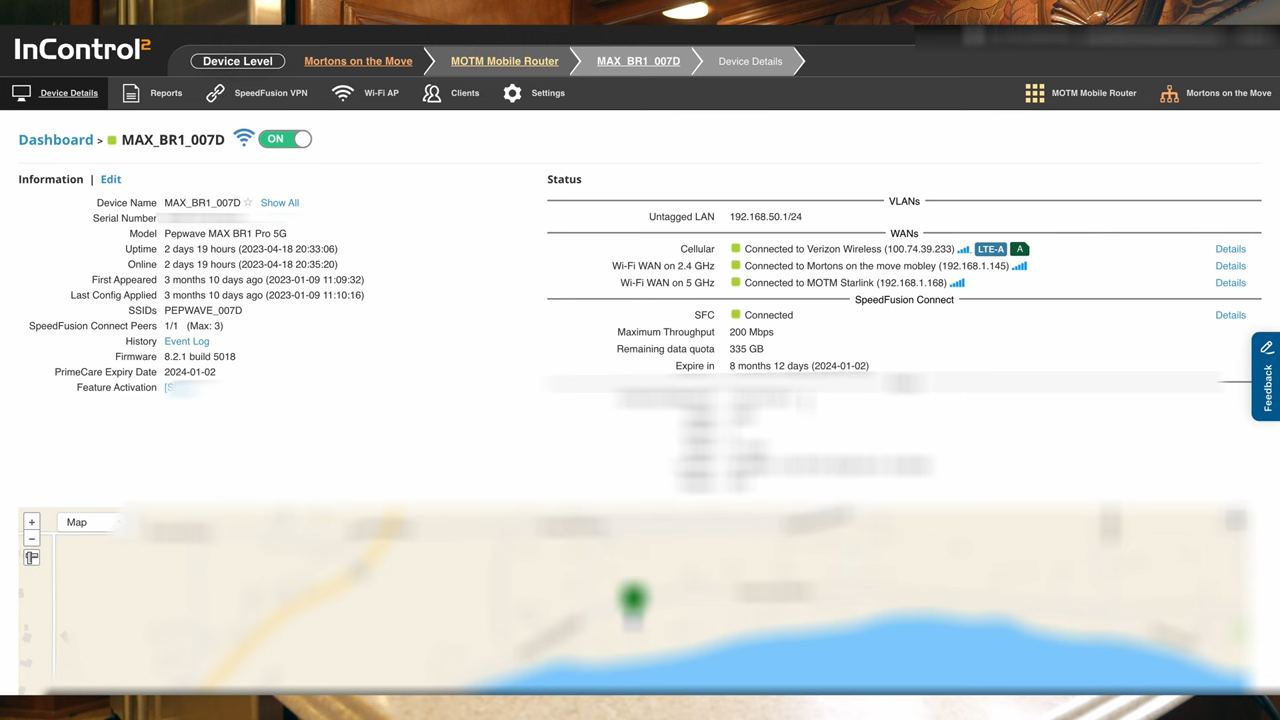 InControl2
Device Level
Mortons on the Move
MOTM Mobile Router
MAX_BR1_007D
Device Details
Device Details
Reports
SpeedFusion VPN
Wi-Fi AP
Clients
Settings
MOTM Mobile Router
Mortons on the Move
Dashboard > MAX_BR1_007D ON
Information | Edit
Device Name MAX_BR1_007D Show All
Serial Number
Model Pepwave MAX BR1 Pro 5G
Uptime 2 days 19 hours (2023-04-18 20:33:06)
Online 2 days 19 hours (2023-04-18 20:35:20)
First Appeared 3 months 10 days ago (2023-01-09 11:09:32)
Last Config Applied 3 months 10 days ago (2023-01-09 11:10:16)
SSIDs PEPWAVE_007D
SpeedFusion Connect Peers 1/1 (Max: 3)
History Event Log
Firmware 8.2.1 build 5018
PrimeCare Expiry Date 2024-01-02
Feature Activation
Status
VLANs
Untagged LAN 192.168.50.1/24
WANs
Cellular Connected to Verizon Wireless (100.74.39.233) LTE-A A Details
Wi-Fi WAN on 2.4 GHz Connected to Mortons on the move mobley (192.168.1.145) Details
Wi-Fi WAN on 5 GHz Connected to MOTM Starlink (192.168.1.168) Details
SpeedFusion Connect
SFC Connected Details
Maximum Throughput 200 Mbps
Remaining data quota 335 GB
Expire in 8 months 12 days (2024-01-02)
Feedback
+
Map
−